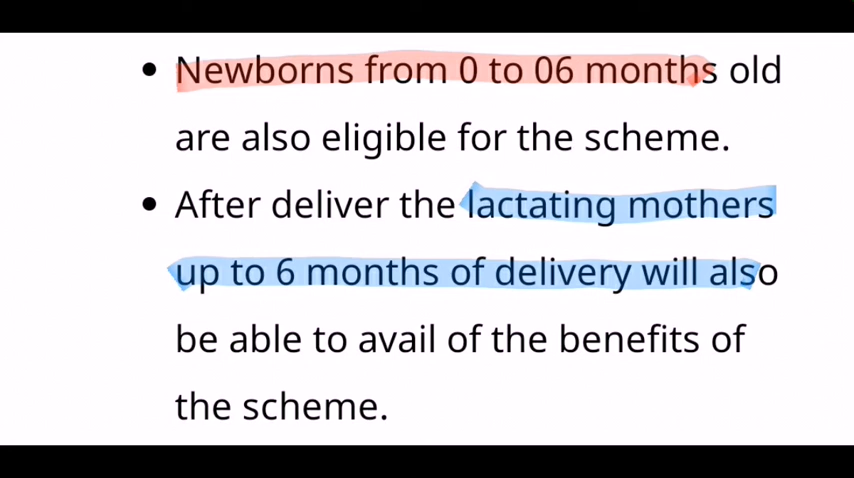 • Newborns from 0 to 06 months old
are also eligible for the scheme.
• After deliver the lactating mothers
up to 6 months of delivery will also
be able to avail of the benefits of
the scheme.